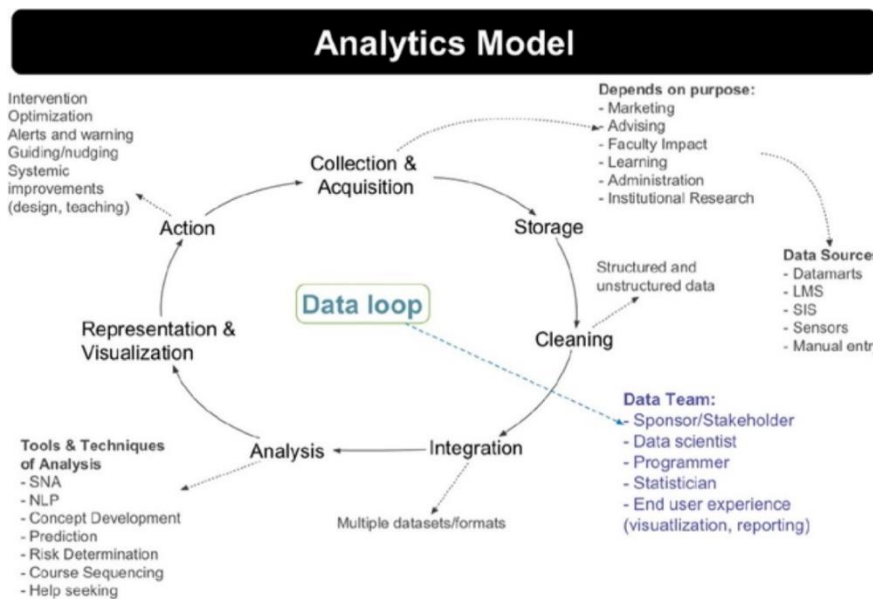 Analytics Model
Intervention
Optimization
Alerts and warning
Guiding/nudging
Systemic
improvements
(design, teaching)
Collection &
Acquisition
Depends on purpose:
- Marketing
- Advising
- Faculty Impact
- Learning
- Administration
- Institutional Research
Action
Storage
Structured and
unstructured data
Data Sources
- Datamarts
- LMS
- SIS
- Sensors
- Manual entr
Data loop
Representation &
Visualization
Cleaning
Data Team:
- Sponsor/Stakeholder
- Data scientist
- Programmer
- Statistician
- End user experience
(visuatlization, reporting)
Analysis
Integration
Tools & Techniques
of Analysis
- SNA
- NLP
- Concept Development
- Prediction
- Risk Determination
- Course Sequencing
- Help seeking
Multiple datasets/formats